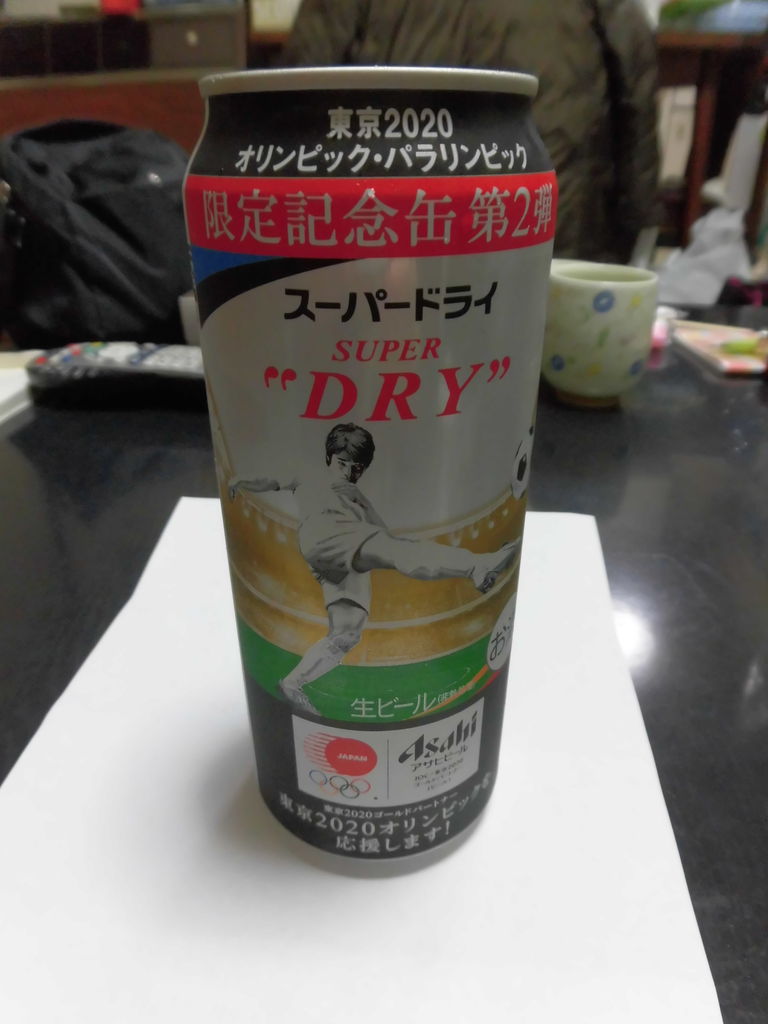 東京2020
オリンピック・パラリンピック
限定記念缶 第2弾
スーパードライ
SUPER
“DRY”
お
生ビール
JAPAN
Asahi
アサヒビール
東京2020ゴールドパートナー
東京2020オリンピックを
応援します!